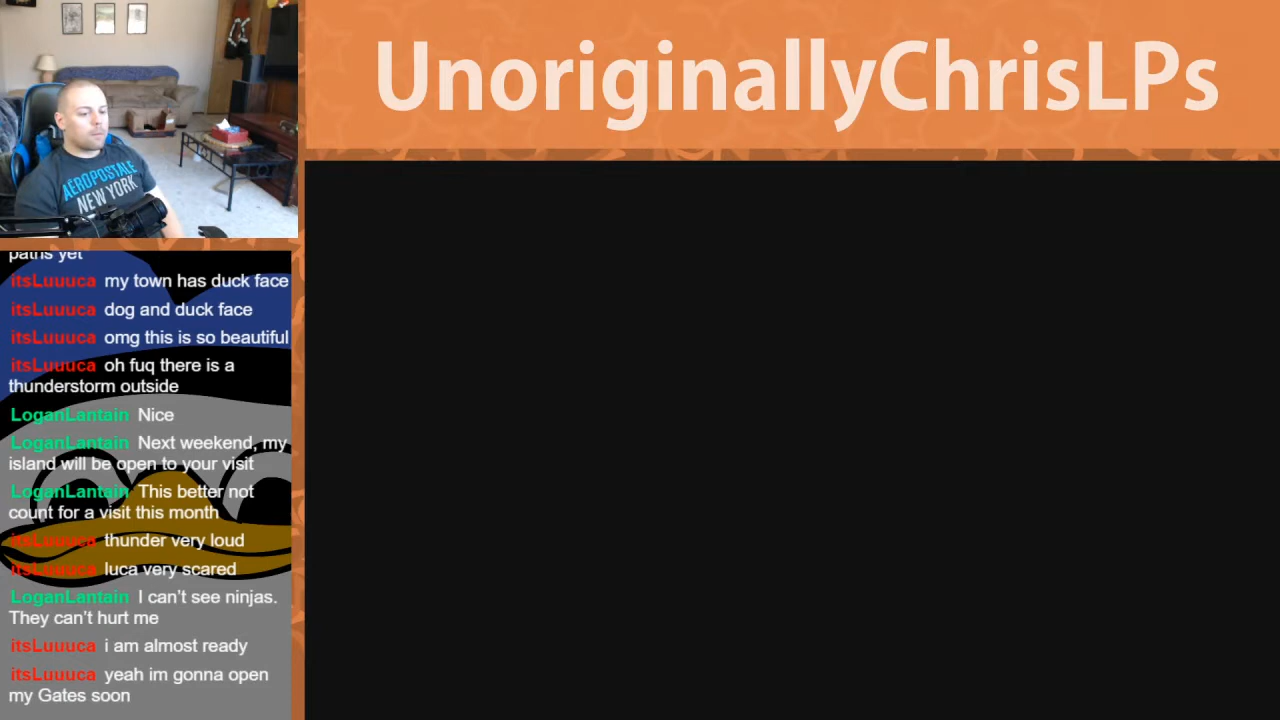 UnoriginallyChrisLPs
AÉROPOSTALE
NEW YORK
paths yet
itsLuuuca my town has duck face
itsLuuuca dog and duck face
itsLuuuca omg this is so beautiful
itsLuuuca oh fuq there is a
thunderstorm outside
LoganLantain Nice
LoganLantain Next weekend, my
island will be open to your visit
LoganLantain This better not
count for a visit this month
itsLuuuca thunder very loud
itsLuuuca luca very scared
LoganLantain I can't see ninjas.
They can't hurt me
itsLuuuca i am almost ready
itsLuuuca yeah im gonna open
my Gates soon